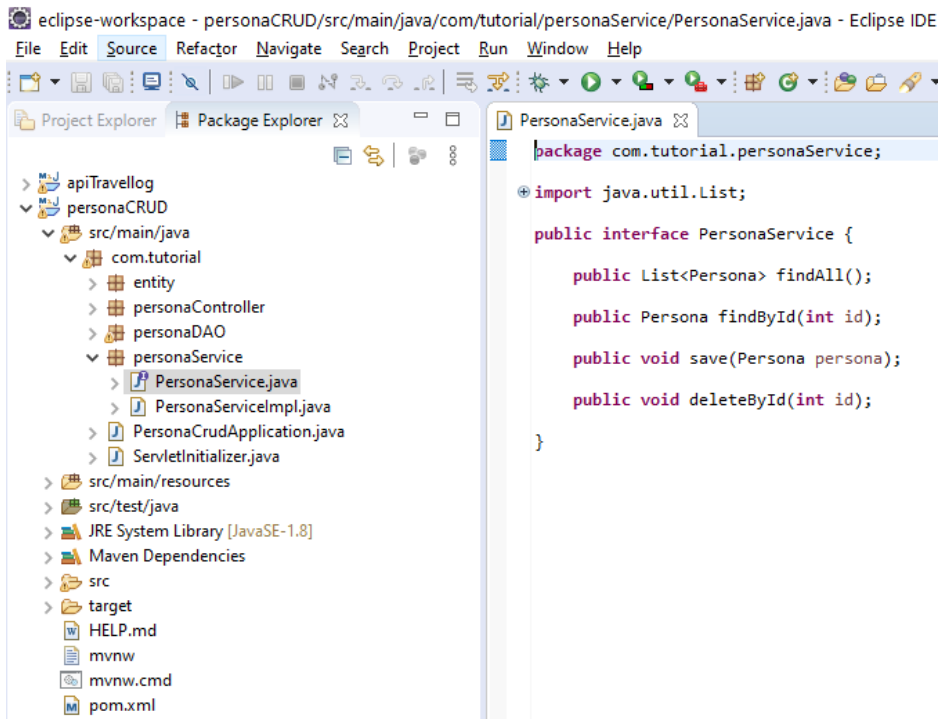 eclipse-workspace - personaCRUD/src/main/java/com/tutorial/personaService/PersonaService.java - Eclipse IDE
File Edit Source Refactor Navigate Search Project Run Window Help
Project Explorer Package Explorer
apiTravellog
personaCRUD
src/main/java
com.tutorial
entity
personaController
personaDAO
personaService
PersonaService.java
PersonaServiceImpl.java
PersonaCrudApplication.java
ServletInitializer.java
src/main/resources
src/test/java
JRE System Library [JavaSE-1.8]
Maven Dependencies
src
target
HELP.md
mvnw
mvnw.cmd
pom.xml
PersonaService.java
package com.tutorial.personaService;
import java.util.List;
public interface PersonaService {
public List<Persona> findAll();
public Persona findById(int id);
public void save(Persona persona);
public void deleteById(int id);
}